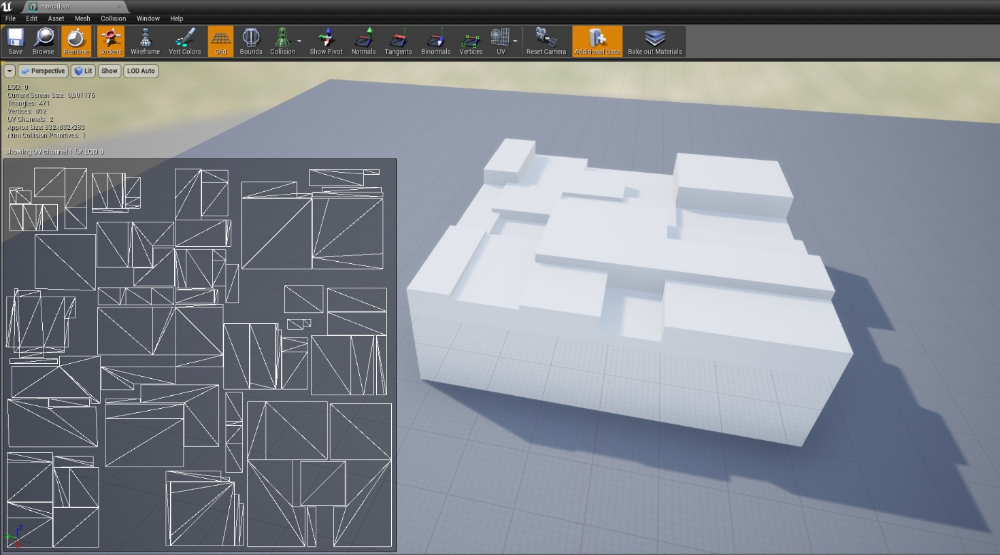 marcifloor
File Edit Asset Mesh Collision Window Help
Save Browse Realtime Sockets Wireframe Vert Colors Grid Bounds Collision Show Pivot Normals Tangents Binormals Vertices UV Reset Camera Additional Data Bake out Materials
Perspective Lit Show LOD Auto
LOD: 0
Current Screen Size: 0,901176
Triangles: 471
Vertices: 802
UV Channels: 2
Approx Size: 832x832x283
Num Collision Primitives: 1
Showing UV channel 1 for LOD 0
Z